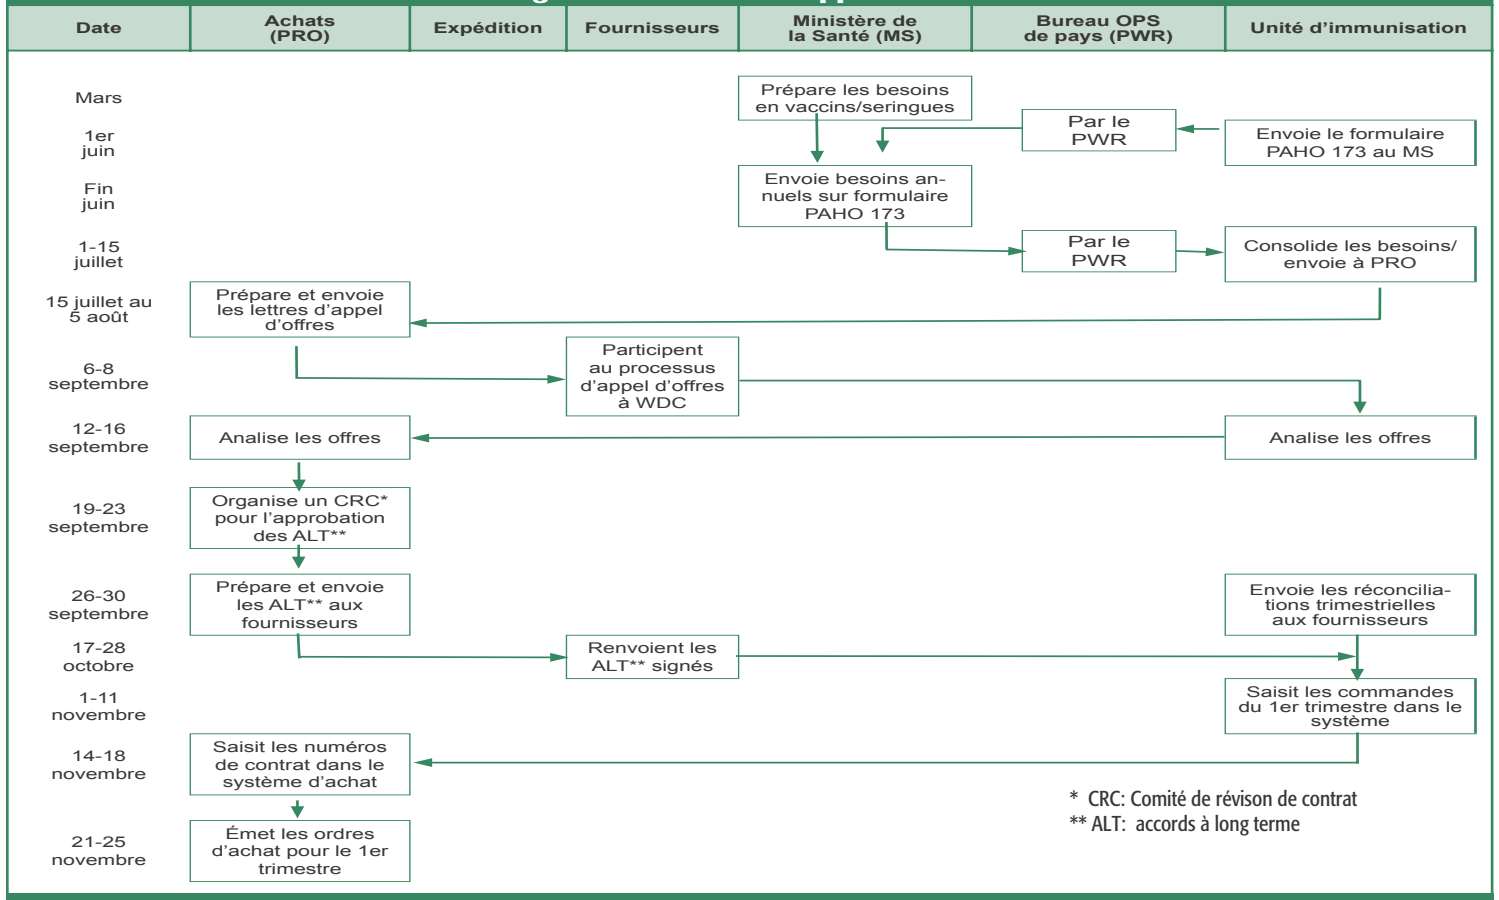 Date
Achats
(PRO)
Expédition
Fournisseurs
Ministère de
la Santé (MS)
Bureau OPS
de pays (PWR)
Unité d'immunisation
Mars
Prépare les besoins
en vaccins/seringues
1er
juin
Par le
PWR
Envoie le formulaire
PAHO 173 au MS
Fin
juin
Envoie besoins an-
nuels sur formulaire
PAHO 173
1-15
juillet
Par le
PWR
Consolide les besoins/
envoie à PRO
15 juillet au
5 août
Prépare et envoie
les lettres d'appel
d'offres
6-8
septembre
Participent
au processus
d'appel d'offres
à WDC
12-16
septembre
Analise les offres
Analise les offres
19-23
septembre
Organise un CRC*
pour l'approbation
des ALT**
26-30
septembre
Prépare et envoie
les ALT** aux
fournisseurs
Envoie les réconcilia-
tions trimestrielles
aux fournisseurs
17-28
octobre
Renvoient les
ALT** signés
1-11
novembre
Saisit les commandes
du 1er trimestre dans le
système
14-18
novembre
Saisit les numéros
de contrat dans le
système d'achat
21-25
novembre
Émet les ordres
d'achat pour le 1er
trimestre
* CRC: Comité de révison de contrat
** ALT: accords à long terme